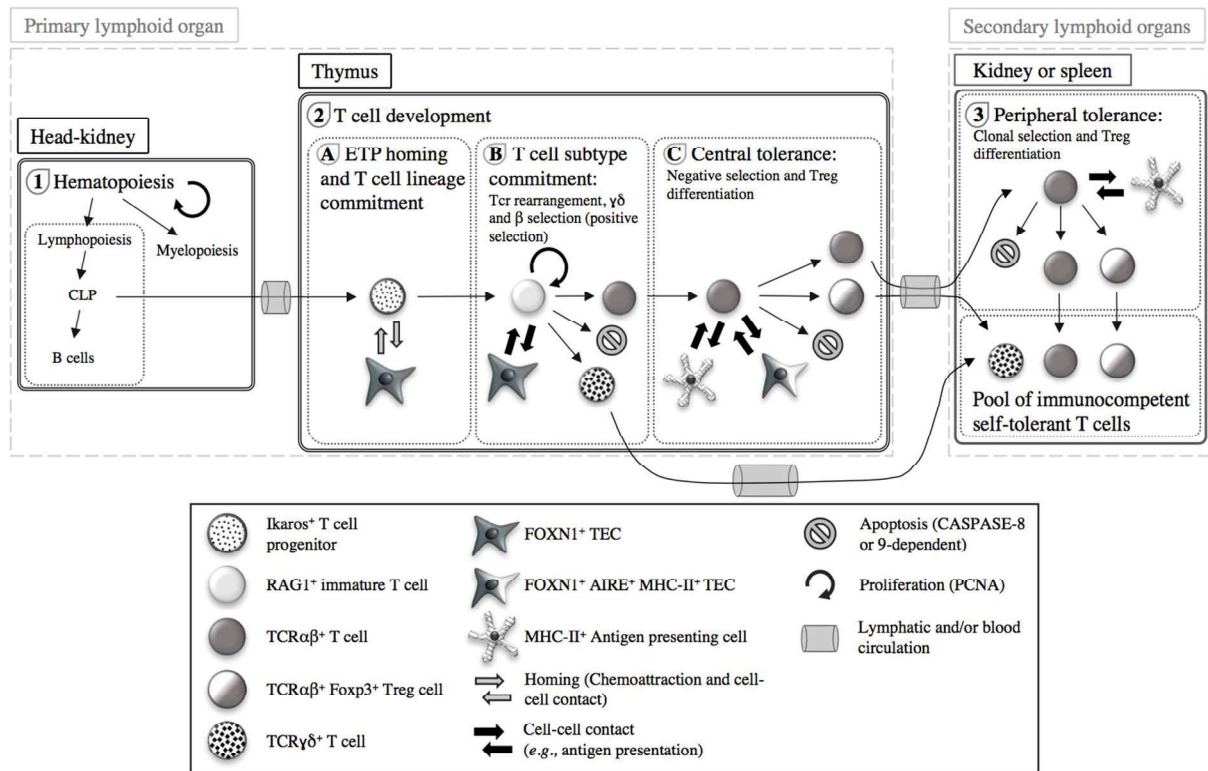 Primary lymphoid organ
Secondary lymphoid organs
Thymus
Kidney or spleen
Head-kidney
1 Hematopoiesis
Lymphopoiesis
Myelopoiesis
CLP
B cells
2 T cell development
A ETP homing
and T cell lineage
commitment
B T cell subtype
commitment:
Tcr rearrangement, γδ
and β selection (positive
selection)
C Central tolerance:
Negative selection and Treg
differentiation
3 Peripheral tolerance:
Clonal selection and Treg
differentiation
Pool of immunocompetent
self-tolerant T cells
Ikaros⁺ T cell
progenitor
RAG1⁺ immature T cell
TCRαβ⁺ T cell
TCRαβ⁺ Foxp3⁺ Treg cell
TCRγδ⁺ T cell
FOXN1⁺ TEC
FOXN1⁺ AIRE⁺ MHC-II⁺ TEC
MHC-II⁺ Antigen presenting cell
Homing (Chemoattraction and cell-
cell contact)
Cell-cell contact
(e.g., antigen presentation)
Apoptosis (CASPASE-8
or 9-dependent)
Proliferation (PCNA)
Lymphatic and/or blood
circulation